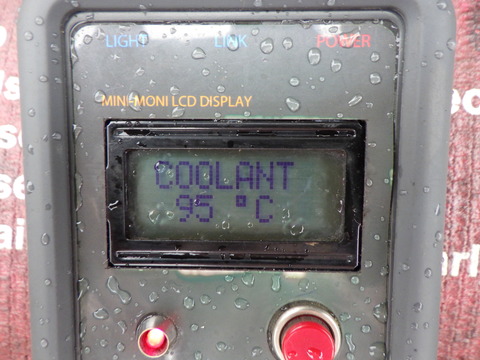 LIGHT LINK POWER
MINI-MONI LCD DISPLAY
COOLANT
95 °C